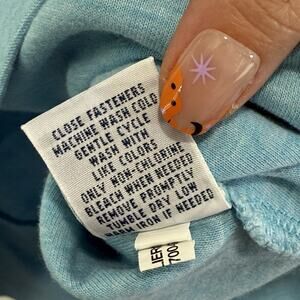 CLOSE FASTENERS
MACHINE WASH COLD
GENTLE CYCLE
WASH WITH
LIKE COLORS
ONLY NON-CHLORINE
BLEACH WHEN NEEDED
REMOVE PROMPTLY
TUMBLE DRY LOW
WARM IRON IF NEEDED